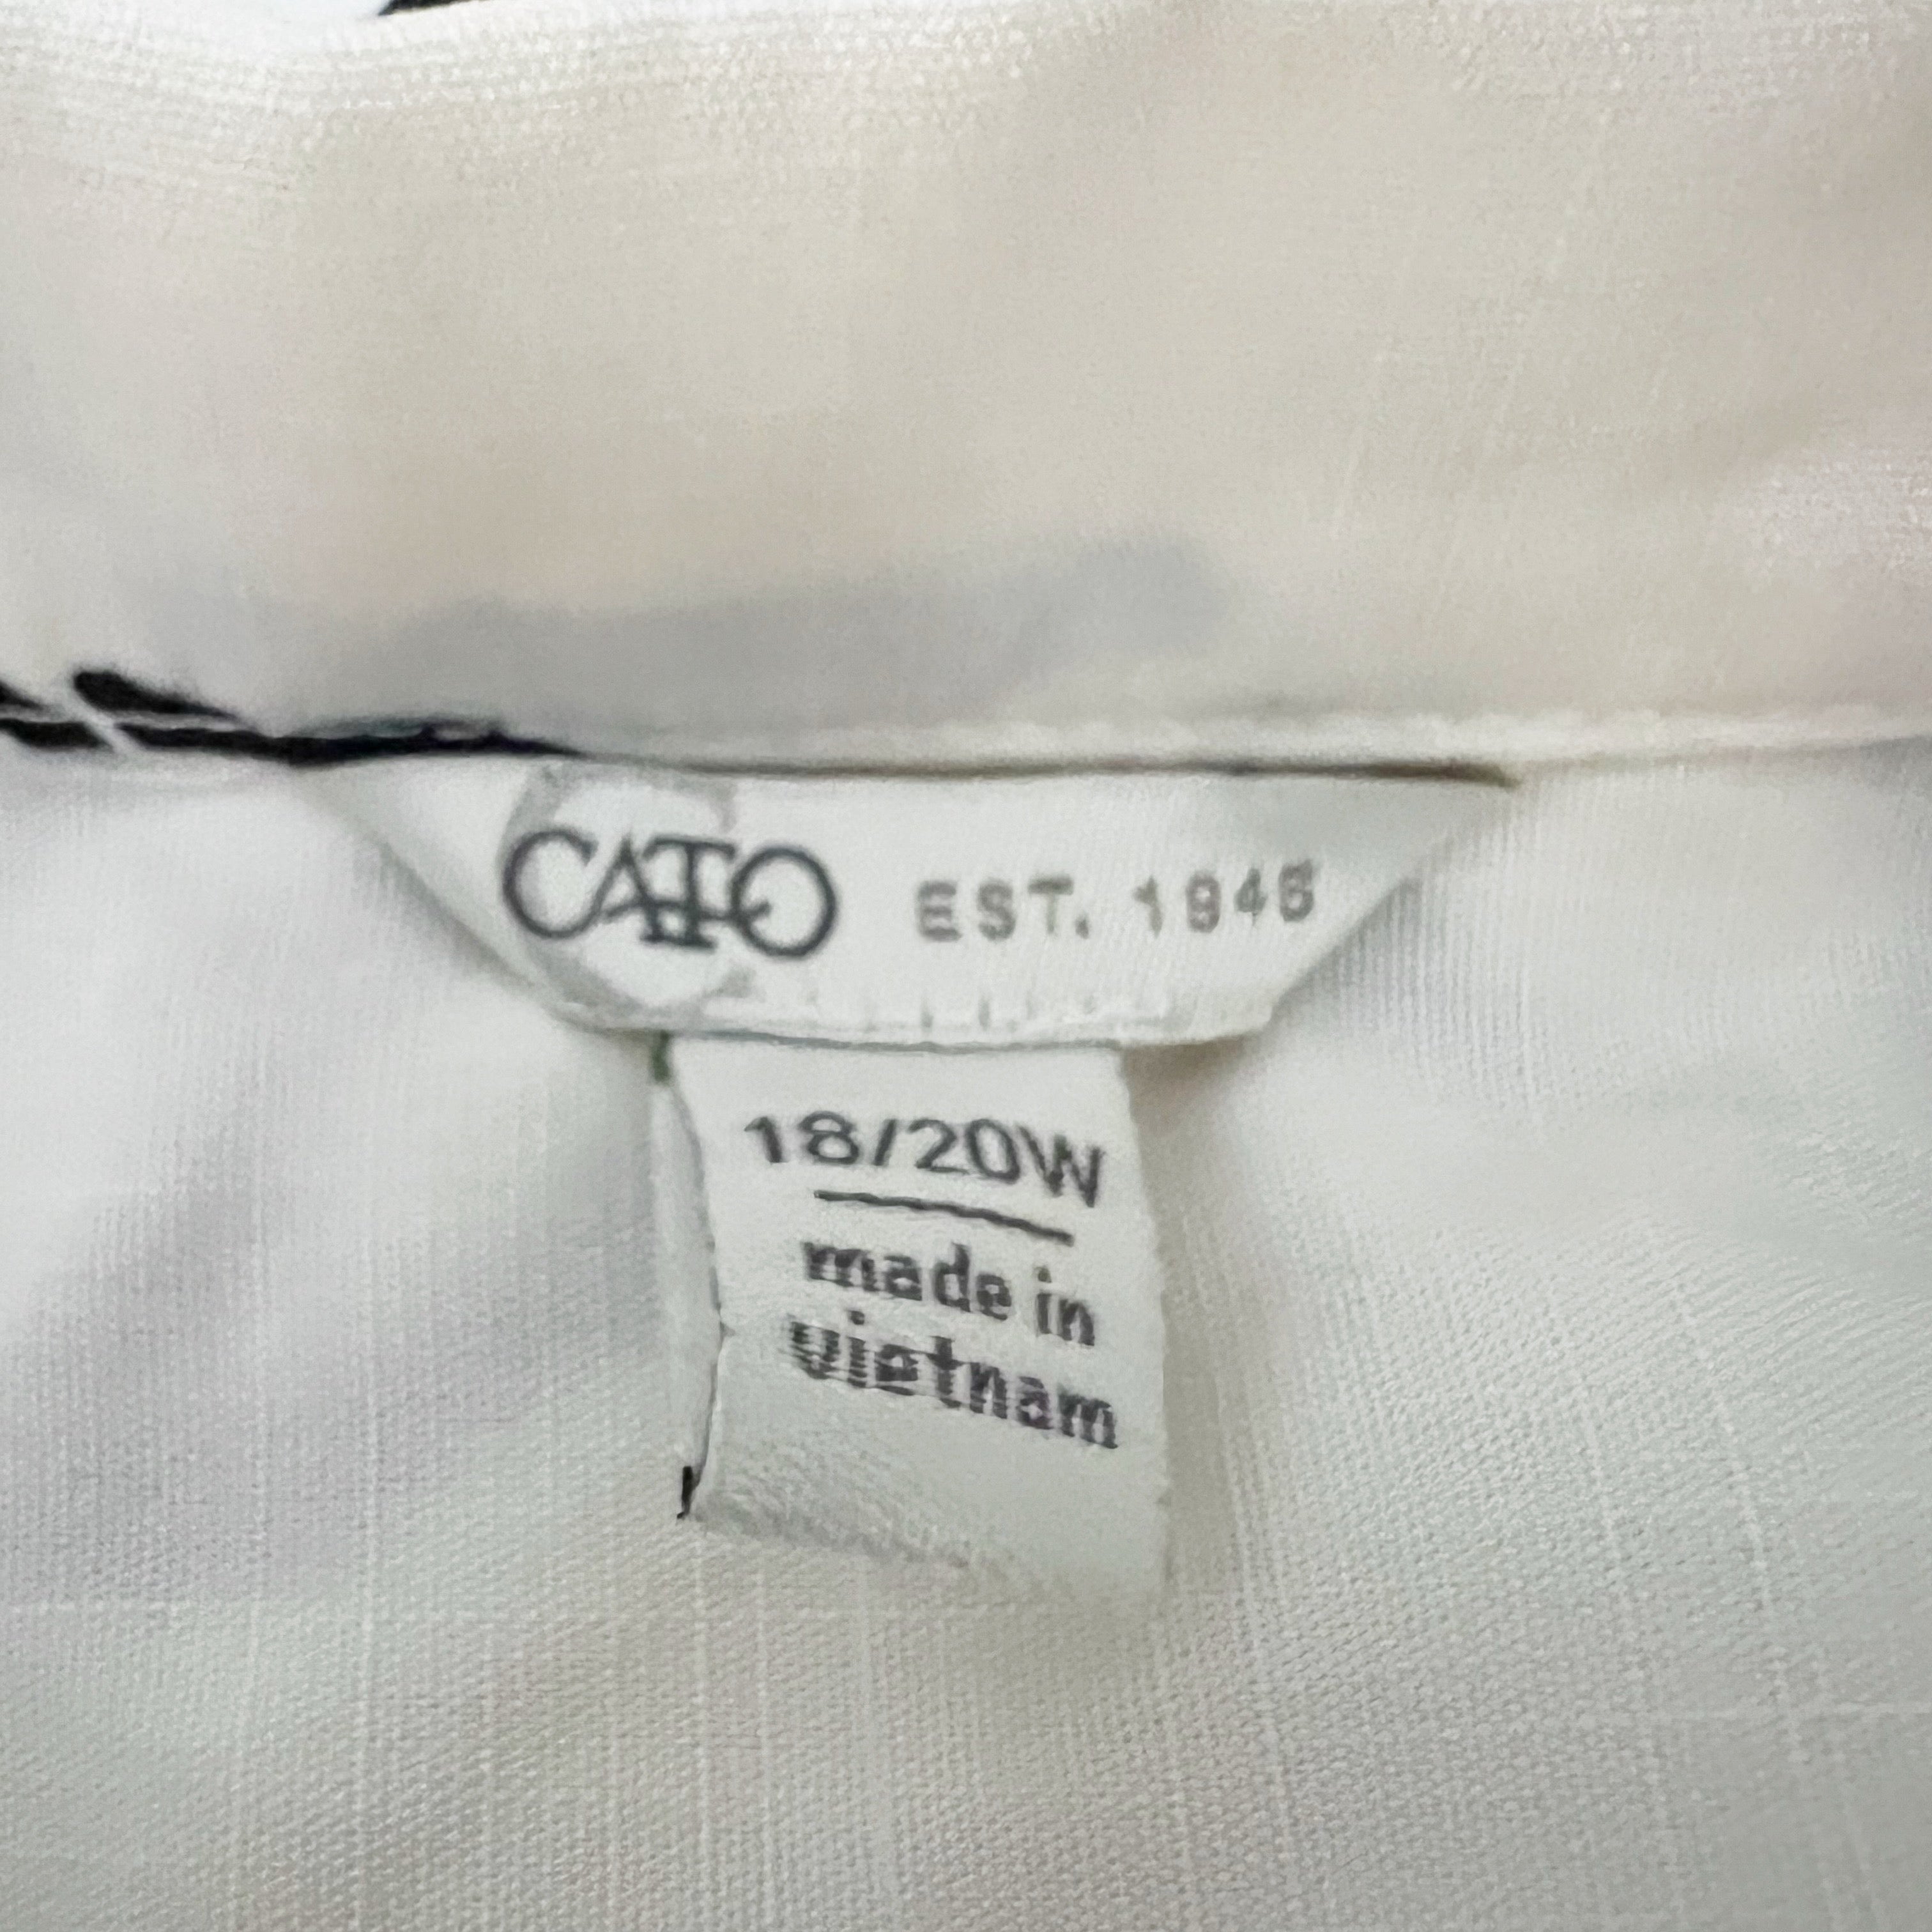 CATO EST. 1946
18/20W
made in
vietnam